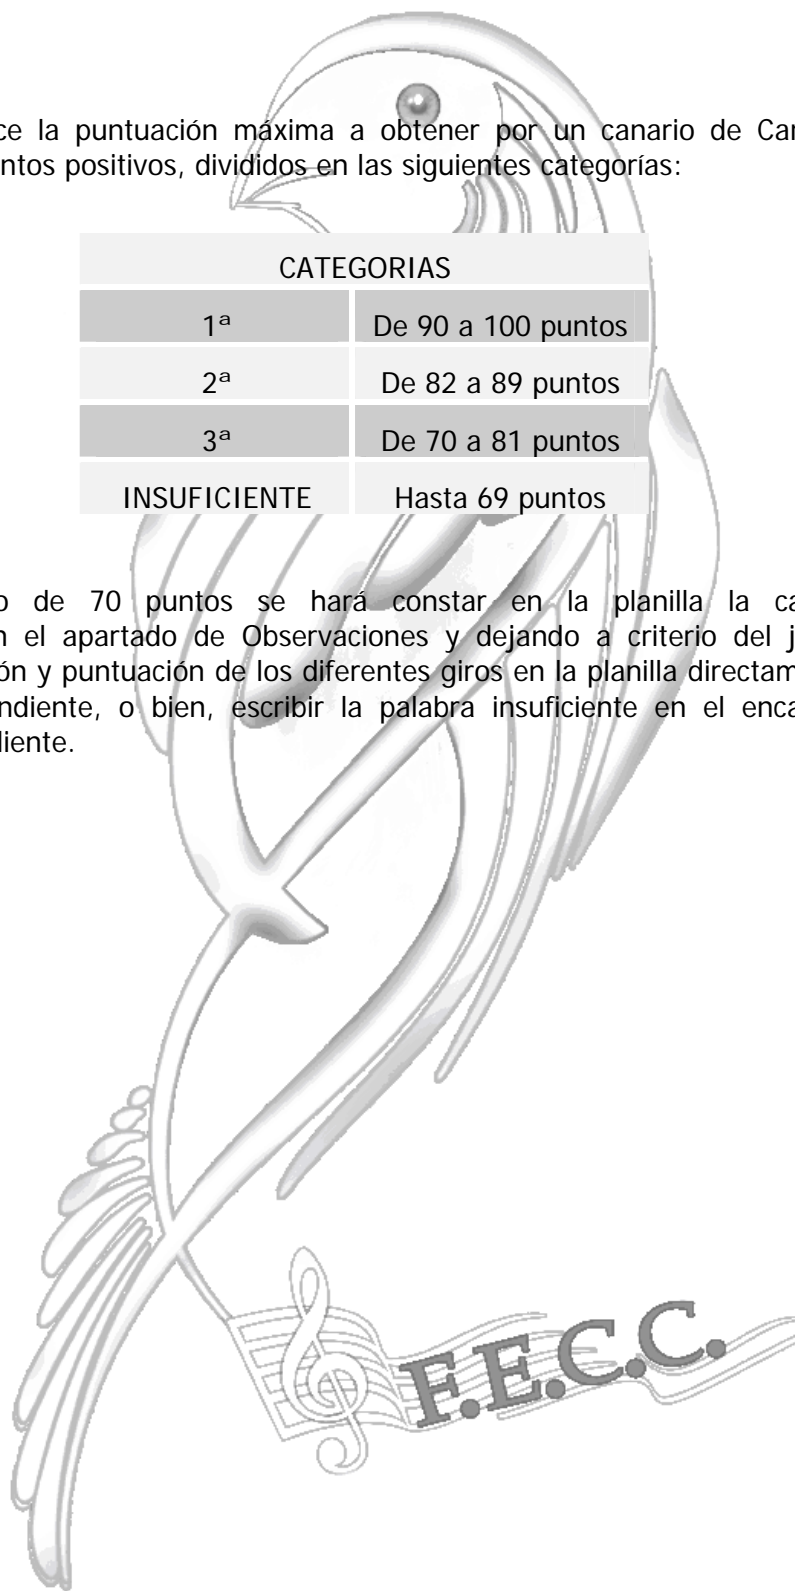 ce la puntuación máxima a obtener por un canario de Car
ntos positivos, divididos en las siguientes categorías:
CATEGORIAS
1ª De 90 a 100 puntos
2ª De 82 a 89 puntos
3ª De 70 a 81 puntos
INSUFICIENTE Hasta 69 puntos
o de 70 puntos se hará constar en la planilla la ca
n el apartado de Observaciones y dejando a criterio del j
ón y puntuación de los diferentes giros en la planilla directam
ndiente, o bien, escribir la palabra insuficiente en el enca
diente.
F.E.C.C.